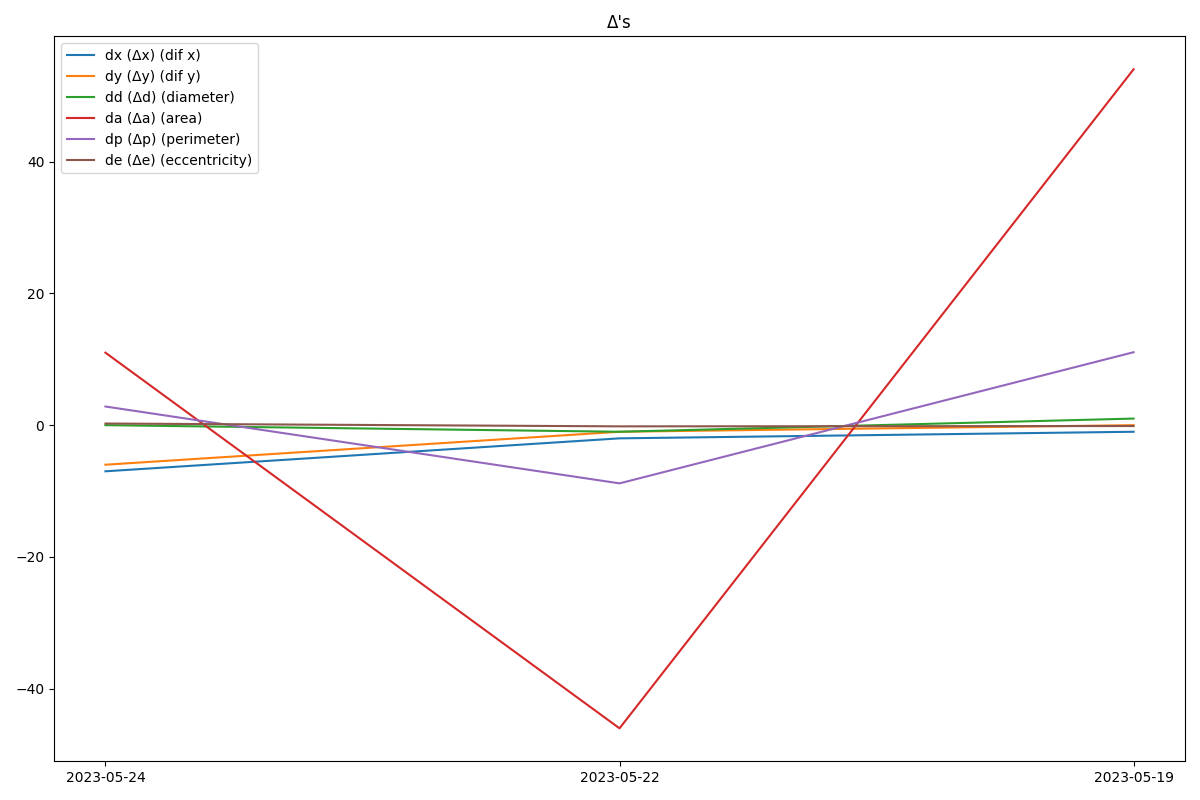 Δ's
dx (Δx) (dif x)
dy (Δy) (dif y)
dd (Δd) (diameter)
da (Δa) (area)
dp (Δp) (perimeter)
de (Δe) (eccentricity)
40
20
0
−20
−40
2023-05-24
2023-05-22
2023-05-19